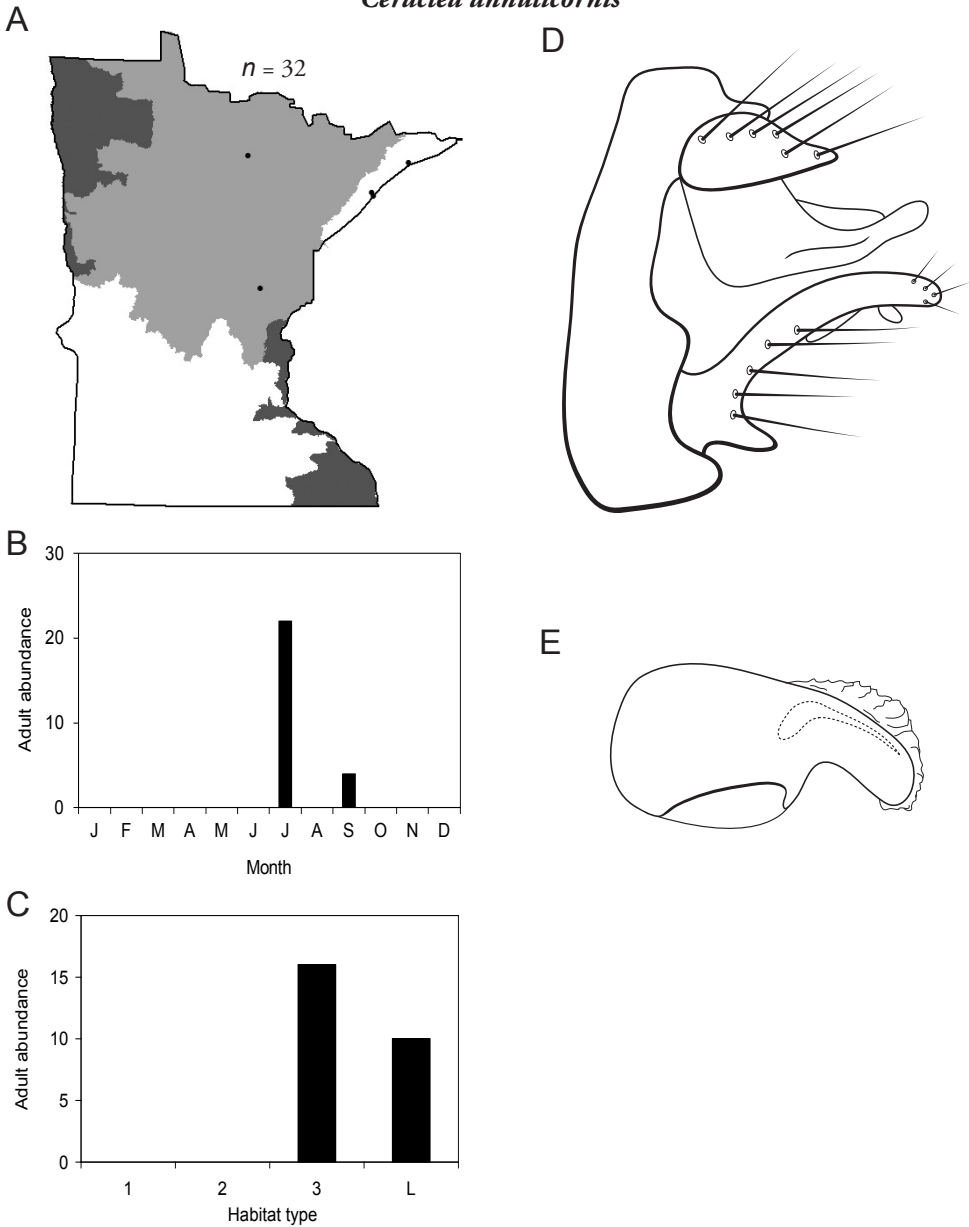 Ceraclea annulicornis
A
n = 32
D
B
30
20
10
0
Adult abundance
J F M A M J J A S O N D
Month
E
C
20
15
10
5
0
Adult abundance
1 2 3 L
Habitat type